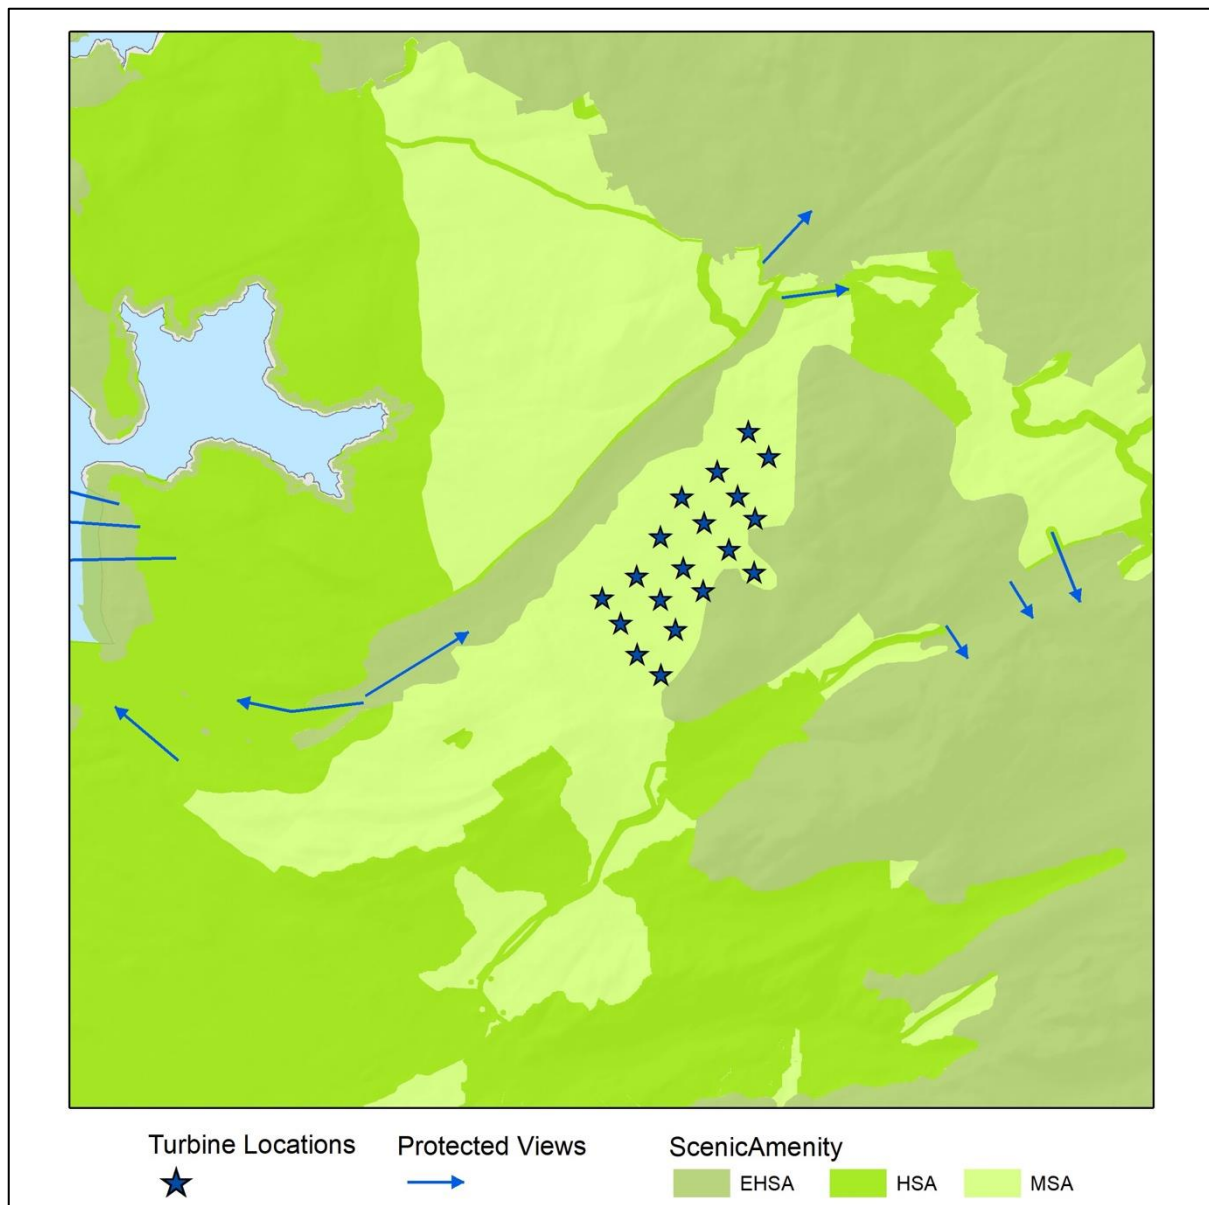 Turbine Locations
Protected Views
ScenicAmenity
EHSA
HSA
MSA